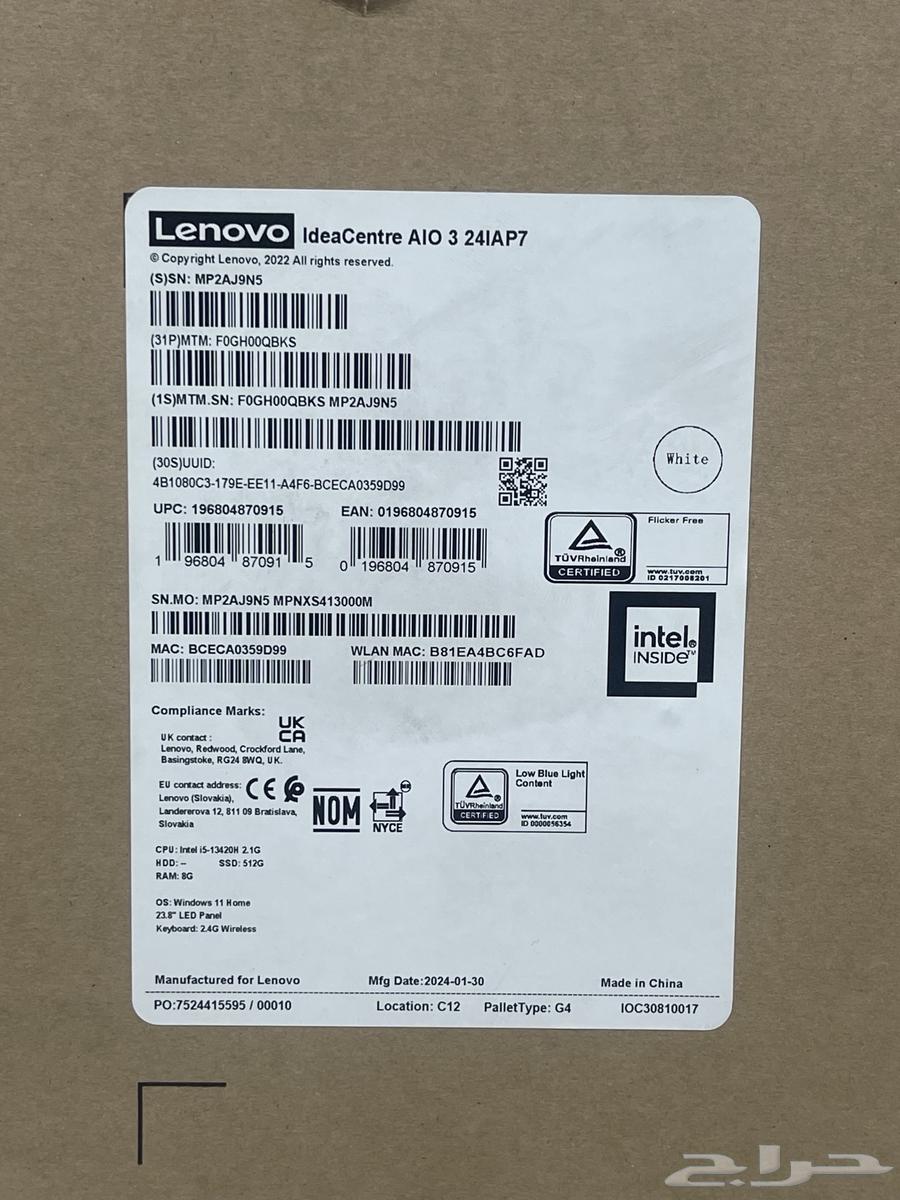 Lenovo IdeaCentre AIO 3 24IAP7
© Copyright Lenovo, 2022 All rights reserved.
(S)SN: MP2AJ9N5
(31P)MTM: F0GH00QBKS
(1S)MTM.SN: F0GH00QBKS MP2AJ9N5
(30S)UUID:
4B1080C3-179E-EE11-A4F6-BCECA0359D99
White
UPC: 196804870915 EAN: 0196804870915
1 96804 87091 5 0 196804 870915
TÜVRheinland® CERTIFIED
Flicker Free
www.tuv.com
ID 0217008201
SN.MO: MP2AJ9N5 MPNXS413000M
MAC: BCECA0359D99 WLAN MAC: B81EA4BC6FAD
intel®
INSIDE™
Compliance Marks:
UK
CA
UK contact :
Lenovo, Redwood, Crockford Lane,
Basingstoke, RG24 8WQ, U.K.
EU contact address: CE
Lenovo (Slovakia),
Landererova 12, 811 09 Bratislava,
Slovakia
NOM
NYCE
TÜVRheinland
CERTIFIED
Low Blue Light
Content
www.tuv.com
ID 0000056354
CPU: Intel i5-13420H 2.1G
HDD: -- SSD: 512G
RAM: 8G
OS: Windows 11 Home
23.8" LED Panel
Keyboard: 2.4G Wireless
Manufactured for Lenovo Mfg Date:2024-01-30 Made in China
PO:7524415595 / 00010 Location: C12 PalletType: G4 IOC30810017
حراج